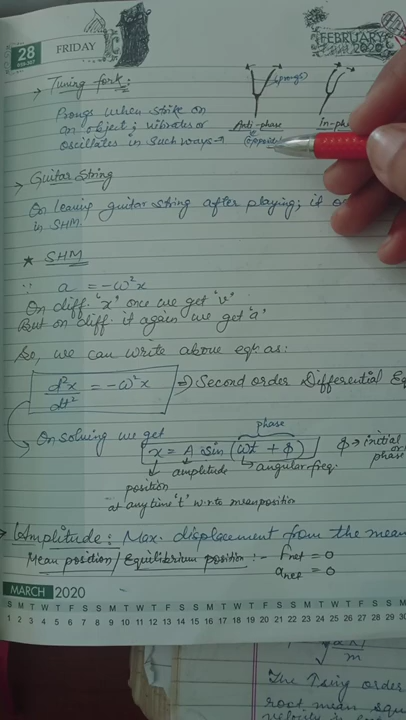 28
FRIDAY
FEBRUARY
2020
→ Tuning fork:
(prongs)
Prongs when strike on
an object; vibrates or
oscillates in such ways→
Anti-phase
In-ph
→ Guitar String
On leaving guitar string after playing; it
in SHM.
★ SHM
∵ a = -ω²x
On diff. 'x' once we get 'v'
But on diff. it again we get 'a'
So, we can write above eqn. as:
d²x/dt² = -ω²x ⇒ Second order Differential E
On solving we get
phase
x = A sin (ωt + φ)
φ → initial
phase
amplitude
angular freq.
position
at any time 't' w.r.to mean position
→ Amplitude: Max. displacement from the mean
Mean position / Equilibrium position :- Fnet = 0
anet = 0
MARCH 2020
S M T W T F S S M T W T F S S M T W T F S S M T W T F S S M
1 2 3 4 5 6 7 8 9 10 11 12 13 14 15 16 17 18 19 20 21 22 23 24 25 26 27 28 29 30
m
The order
root mean squ
velocity